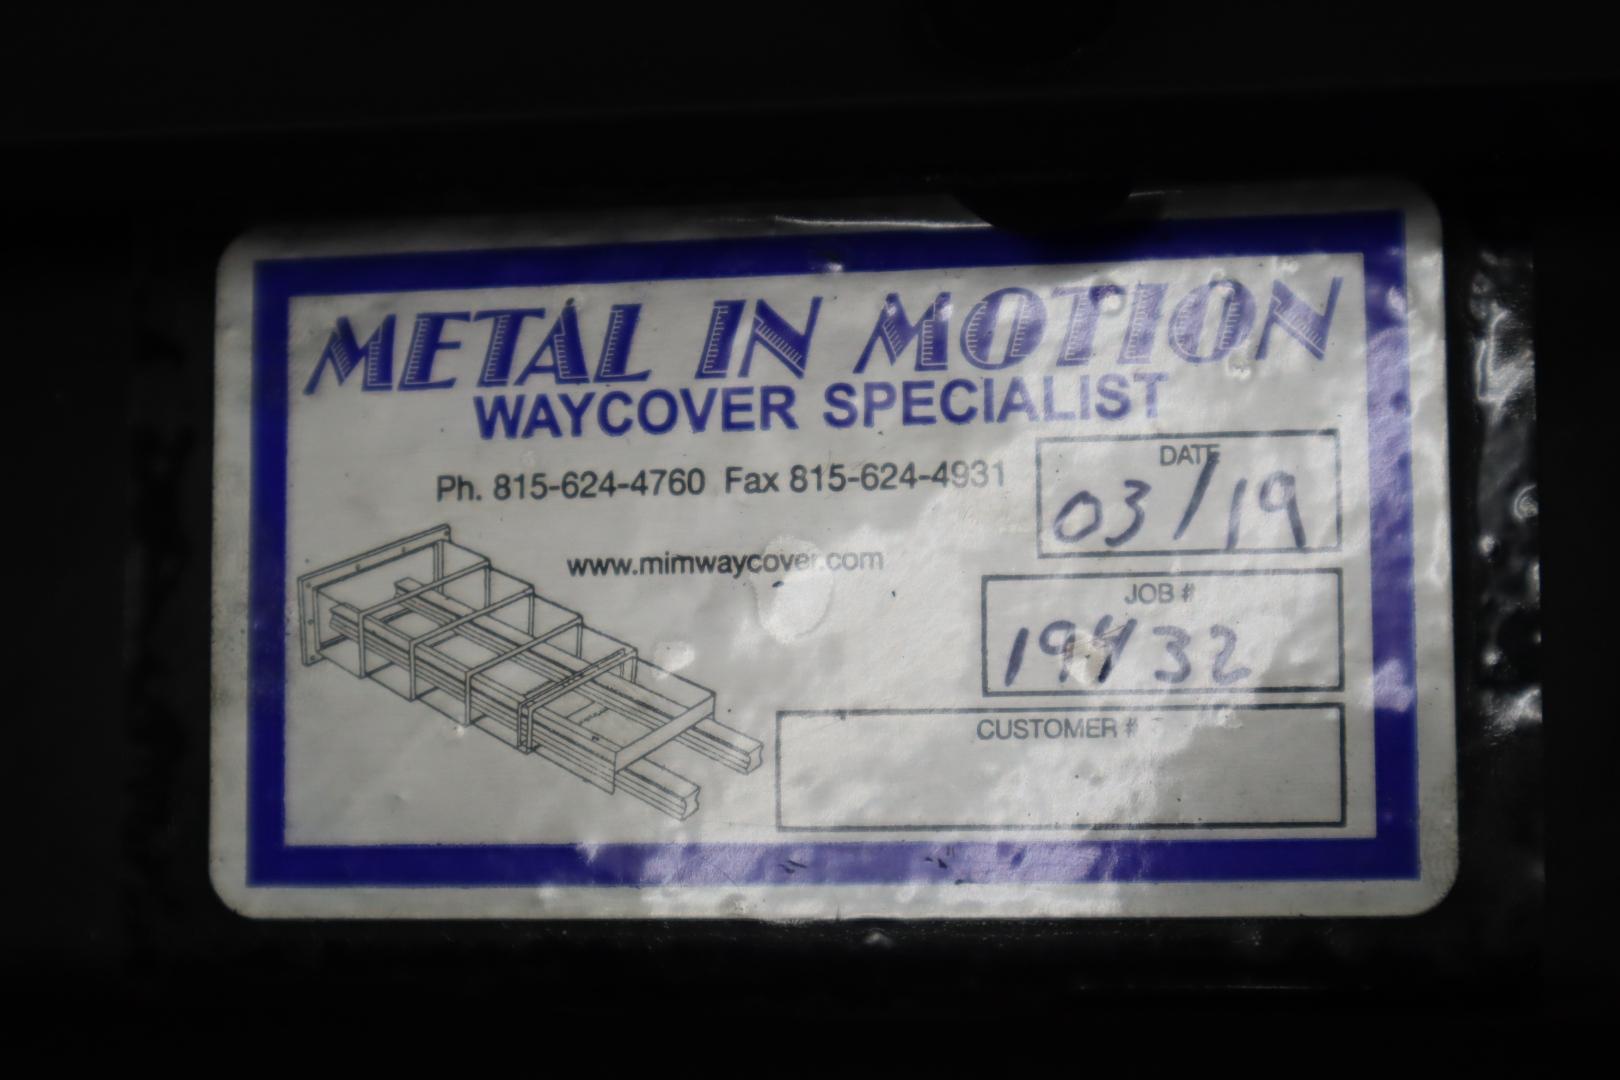 METAL IN MOTION
WAYCOVER SPECIALIST
Ph. 815-624-4760 Fax 815-624-4931
DATE
03/19
www.mimwaycover.com
JOB #
19432
CUSTOMER #